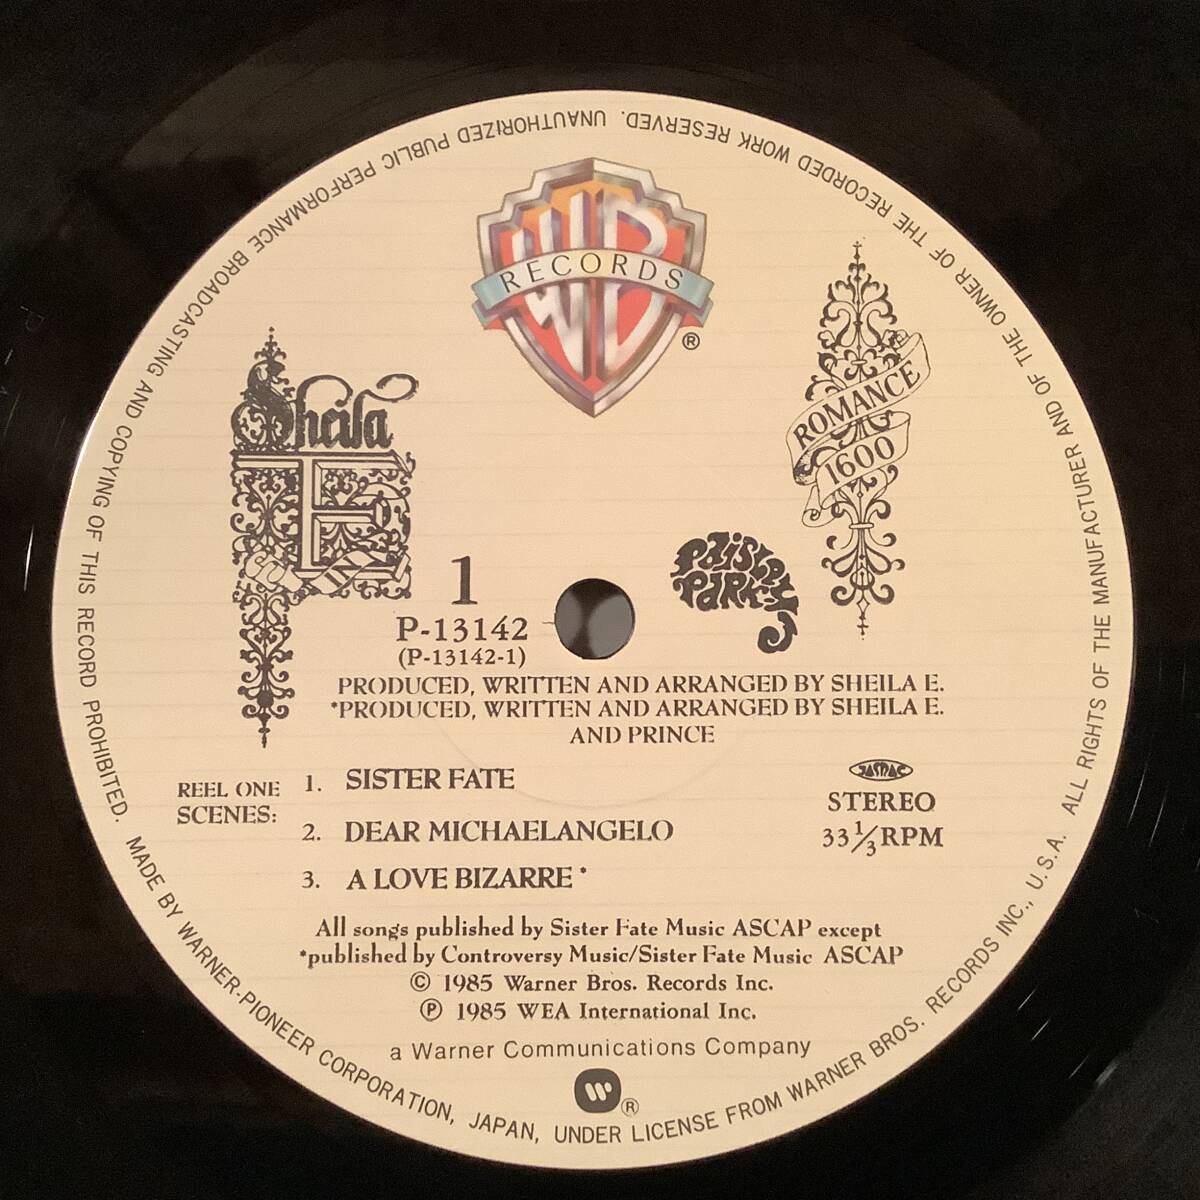 WB
RECORDS
®
Sheila
E
ROMANCE
1600
PAISLEY
PARK
1
P-13142
(P-13142-1)
PRODUCED, WRITTEN AND ARRANGED BY SHEILA E.
*PRODUCED, WRITTEN AND ARRANGED BY SHEILA E.
AND PRINCE
REEL ONE
SCENES:
1. SISTER FATE
2. DEAR MICHAELANGELO
3. A LOVE BIZARRE *
JASRAC
STEREO
33 1/3 RPM
All songs published by Sister Fate Music ASCAP except
*published by Controversy Music/Sister Fate Music ASCAP
© 1985 Warner Bros. Records Inc.
℗ 1985 WEA International Inc.
a Warner Communications Company
W ®
MADE BY WARNER-PIONEER CORPORATION, JAPAN, UNDER LICENSE FROM WARNER BROS. RECORDS INC., U.S.A. ALL RIGHTS OF THE MANUFACTURER AND OF THE OWNER OF THE RECORDED WORK RESERVED. UNAUTHORIZED PUBLIC PERFORMANCE BROADCASTING AND COPYING OF THIS RECORD PROHIBITED.